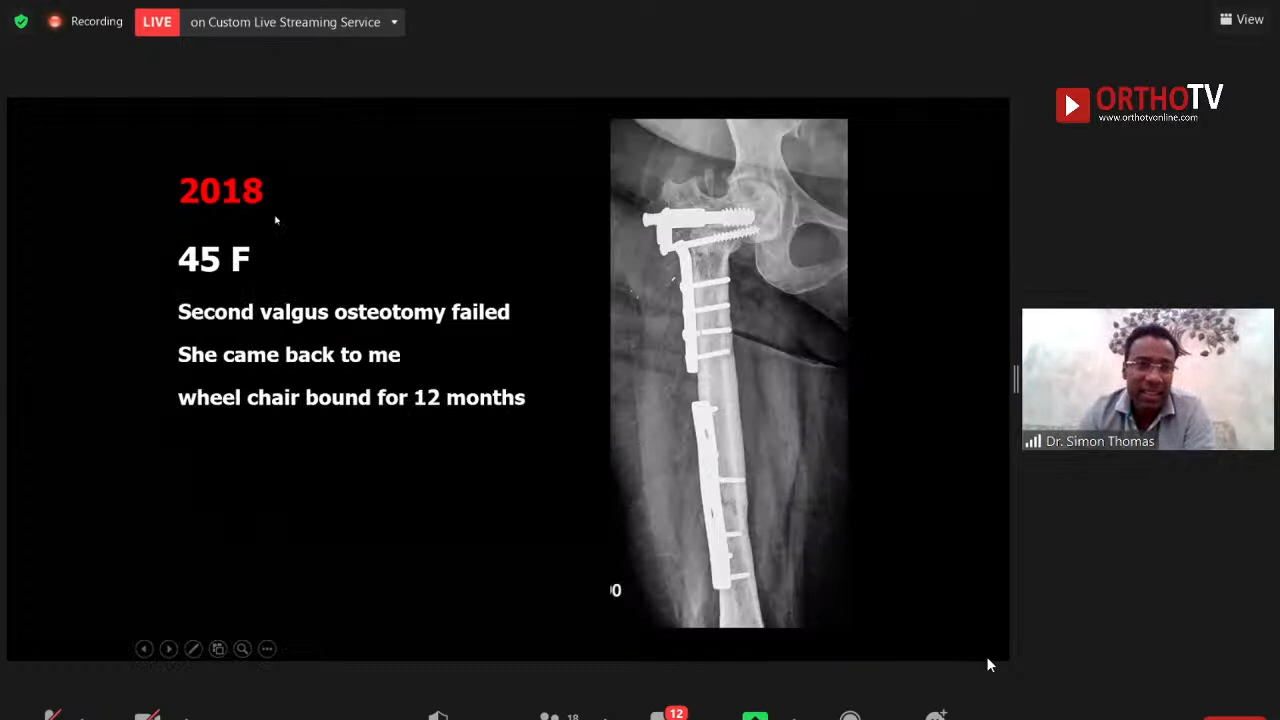 Recording
LIVE on Custom Live Streaming Service
View
ORTHOTV
www.orthotvonline.com
2018
45 F
Second valgus osteotomy failed
She came back to me
wheel chair bound for 12 months
Dr. Simon Thomas
18
12